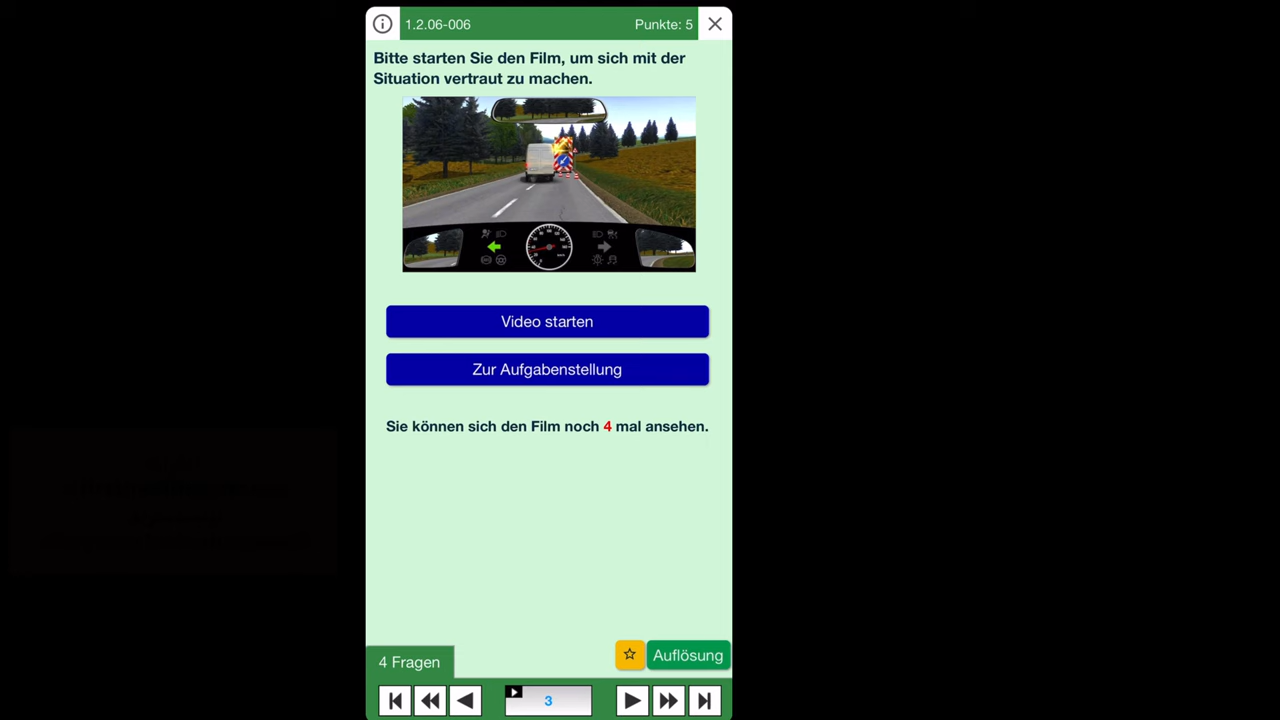 1.2.06-006 Punkte: 5
Bitte starten Sie den Film, um sich mit der
Situation vertraut zu machen.
Video starten
Zur Aufgabenstellung
Sie können sich den Film noch 4 mal ansehen.
Auflösung
4 Fragen
3